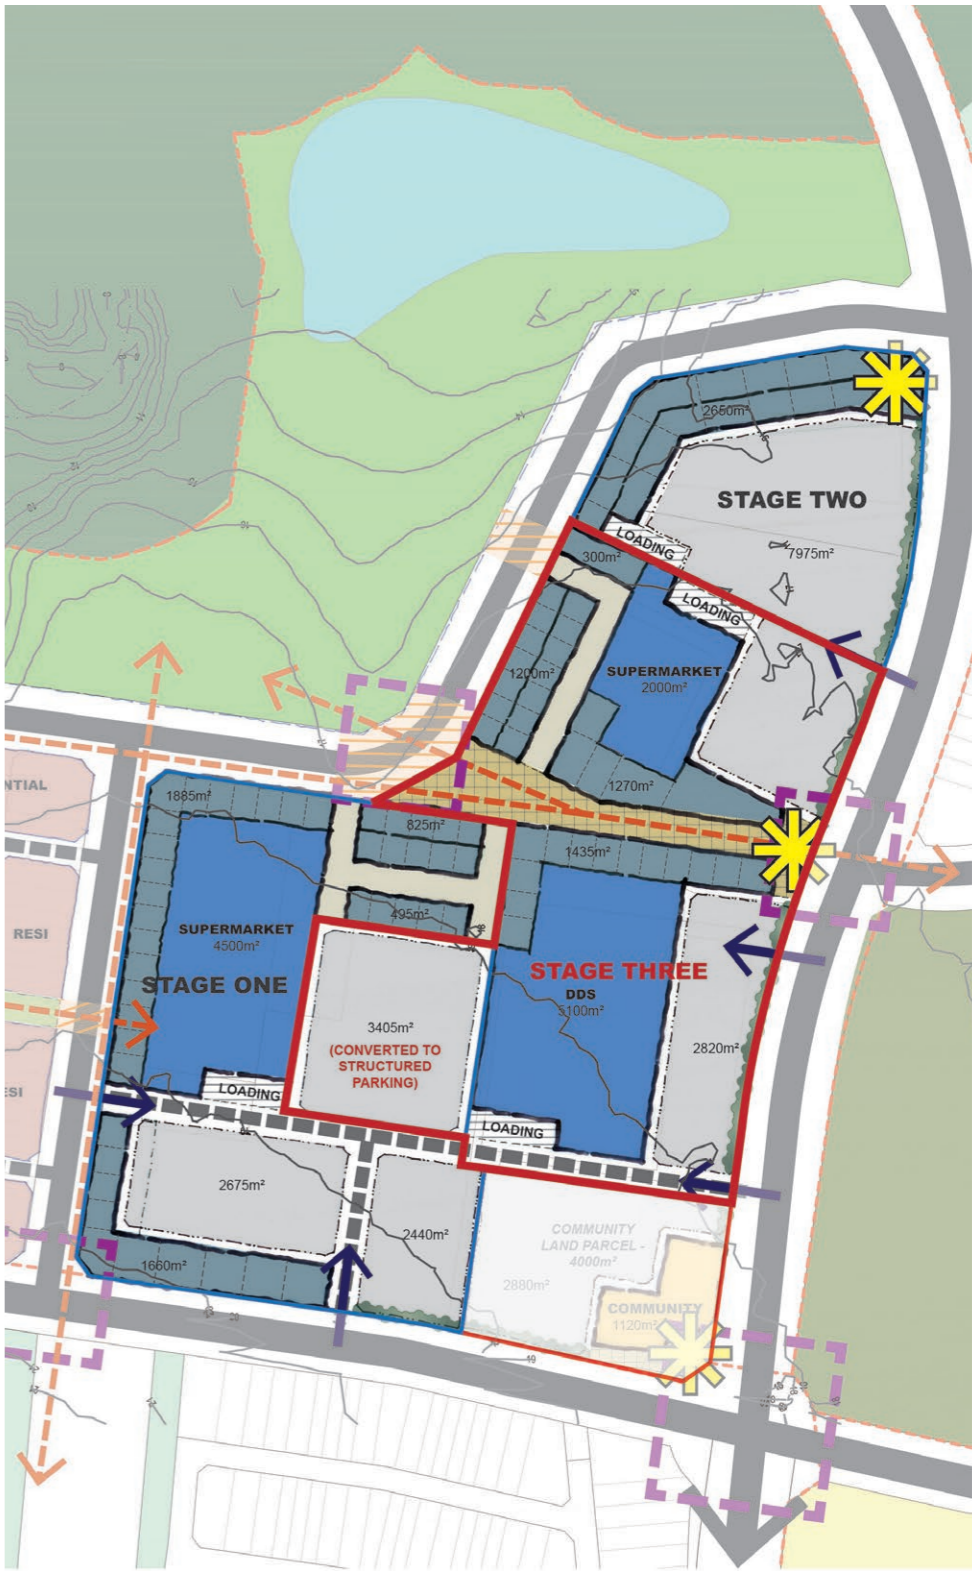 2650m²
STAGE TWO
7975m²
LOADING
300m²
LOADING
1200m²
SUPERMARKET
2000m²
1270m²
NTIAL
1885m²
825m²
1435m²
RESI
SUPERMARKET
4500m²
495m²
STAGE ONE
STAGE THREE
DDS
5100m²
3405m²
(CONVERTED TO
STRUCTURED
PARKING)
2820m²
ESI
LOADING
LOADING
2675m²
2440m²
COMMUNITY
LAND PARCEL -
4000m²
2880m²
1660m²
COMMUNITY
1120m²